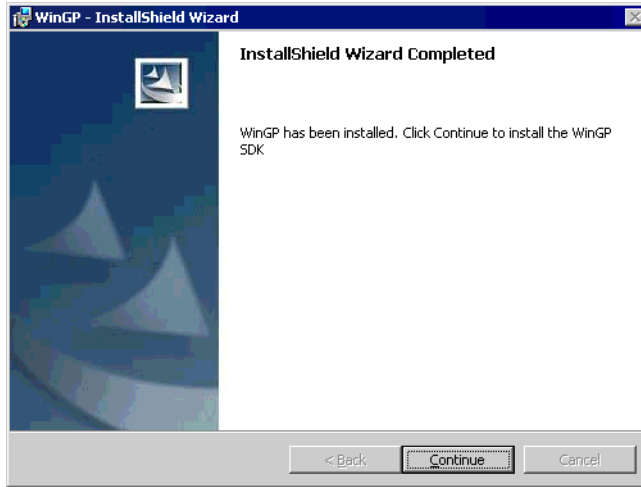 WinGP - InstallShield Wizard
InstallShield Wizard Completed
WinGP has been installed. Click Continue to install the WinGP
SDK
< Back Continue Cancel